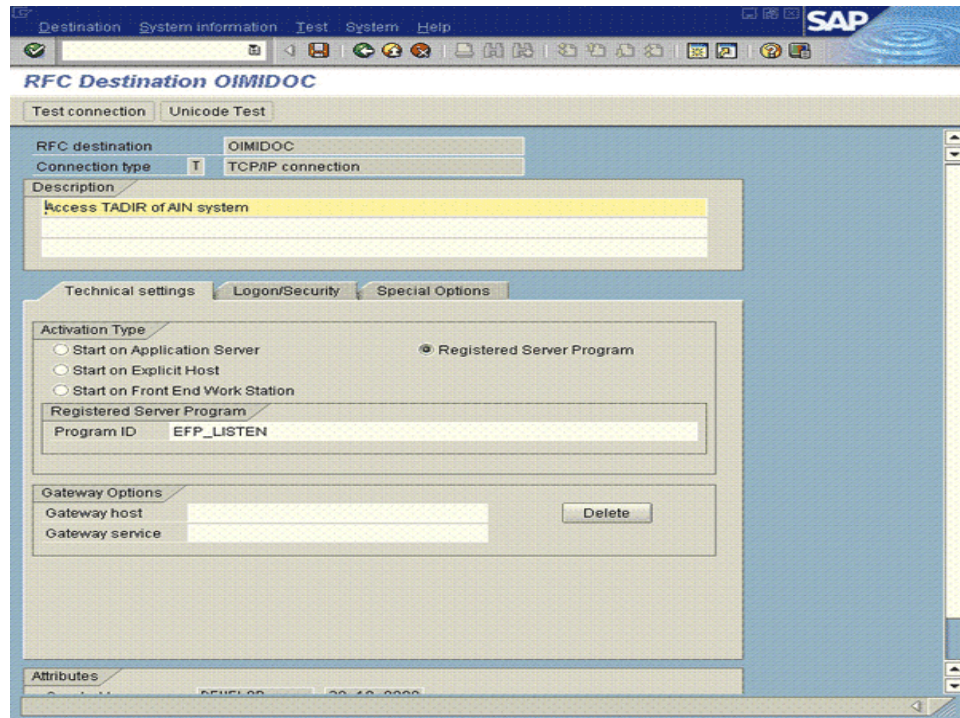 Destination System information Test System Help
SAP
RFC Destination OIMIDOC
Test connection Unicode Test
RFC destination OIMIDOC
Connection type T TCP/IP connection
Description
Access TADIR of AIN system
Technical settings Logon/Security Special Options
Activation Type
Start on Application Server Registered Server Program
Start on Explicit Host
Start on Front End Work Station
Registered Server Program
Program ID EFP_LISTEN
Gateway Options
Gateway host Delete
Gateway service
Attributes